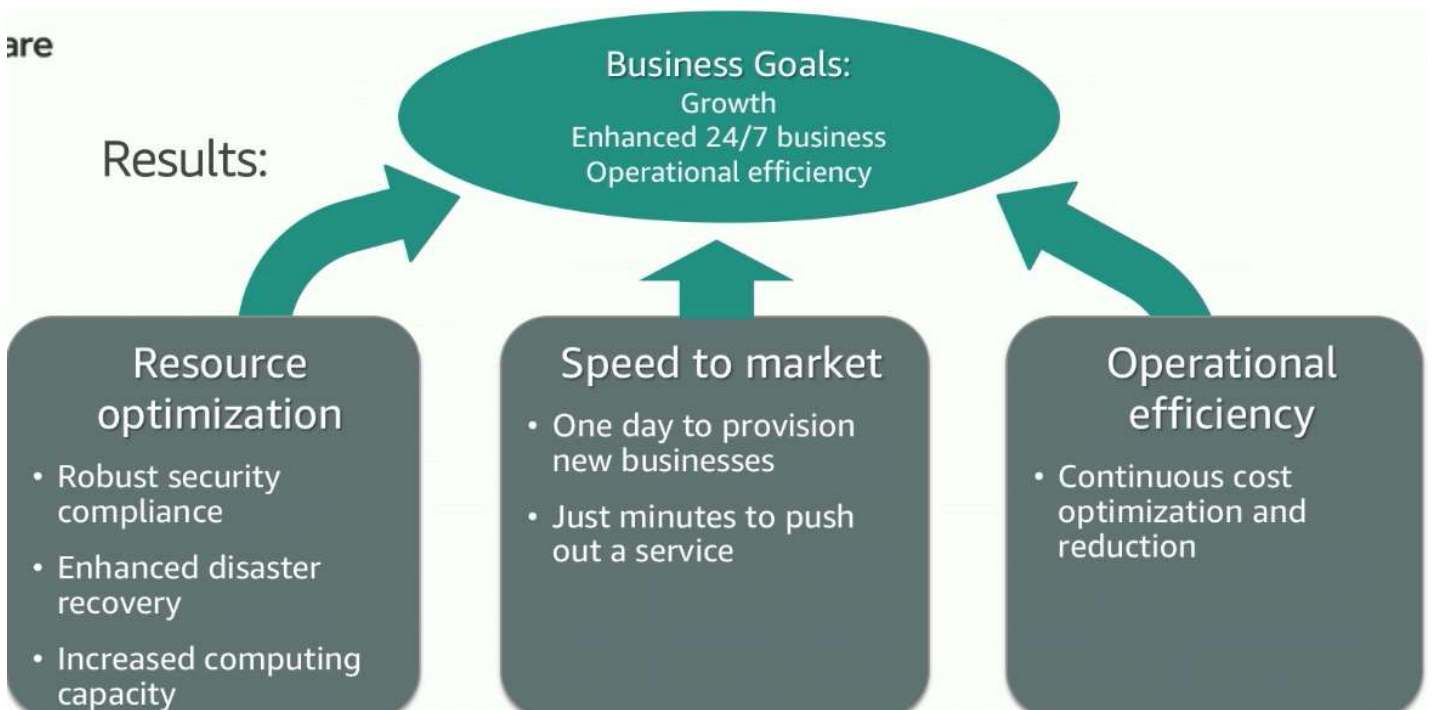 are
Results:
Business Goals:
Growth
Enhanced 24/7 business
Operational efficiency
Resource
optimization
• Robust security
compliance
• Enhanced disaster
recovery
• Increased computing
capacity
Speed to market
• One day to provision
new businesses
• Just minutes to push
out a service
Operational
efficiency
• Continuous cost
optimization and
reduction